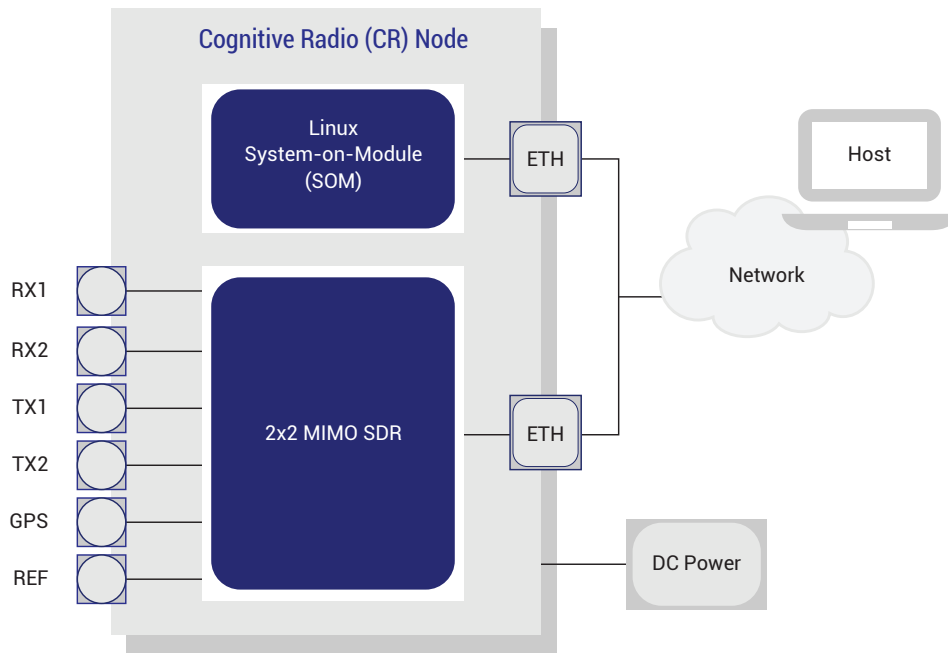 Cognitive Radio (CR) Node
Linux
System-on-Module
(SOM)
ETH
Host
Network
RX1
RX2
TX1
TX2
GPS
REF
2x2 MIMO SDR
ETH
DC Power